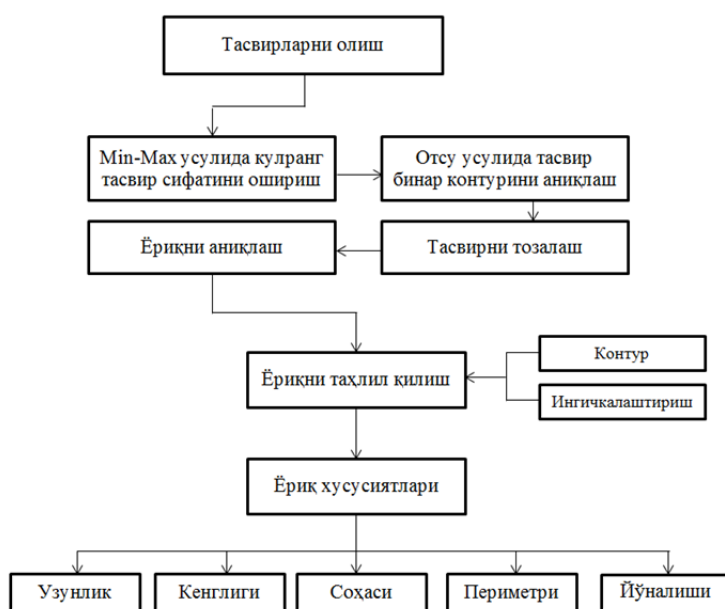 Тасвирларни олиш
Min-Max усулида кулранг
тасвир сифатини ошириш
Отсу усулида тасвир
бинар контурини аниқлаш
Ёриқни аниқлаш
Тасвирни тозалаш
Ёриқни таҳлил қилиш
Контур
Ингичкалаштириш
Ёриқ хусусиятлари
Узунлик
Кенглиги
Соҳаси
Периметри
Йўналиши